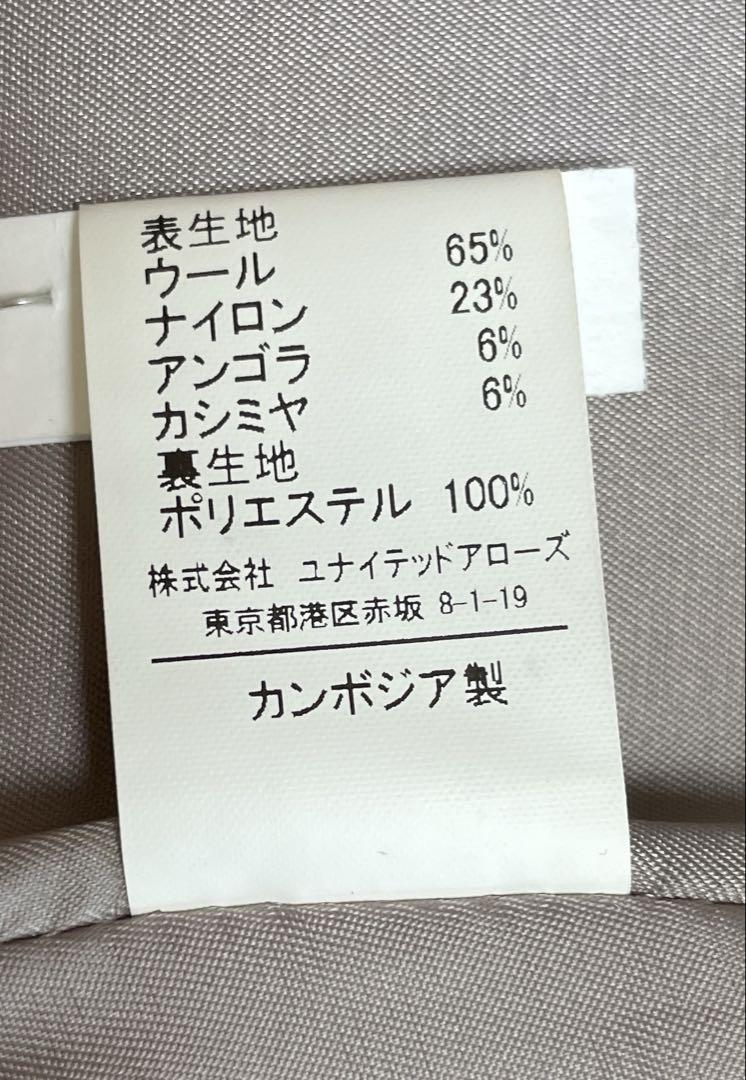 表生地
ウール 65%
ナイロン 23%
アンゴラ 6%
カシミヤ 6%
裏生地
ポリエステル 100%
株式会社 ユナイテッドアローズ
東京都港区赤坂 8-1-19
カンボジア製